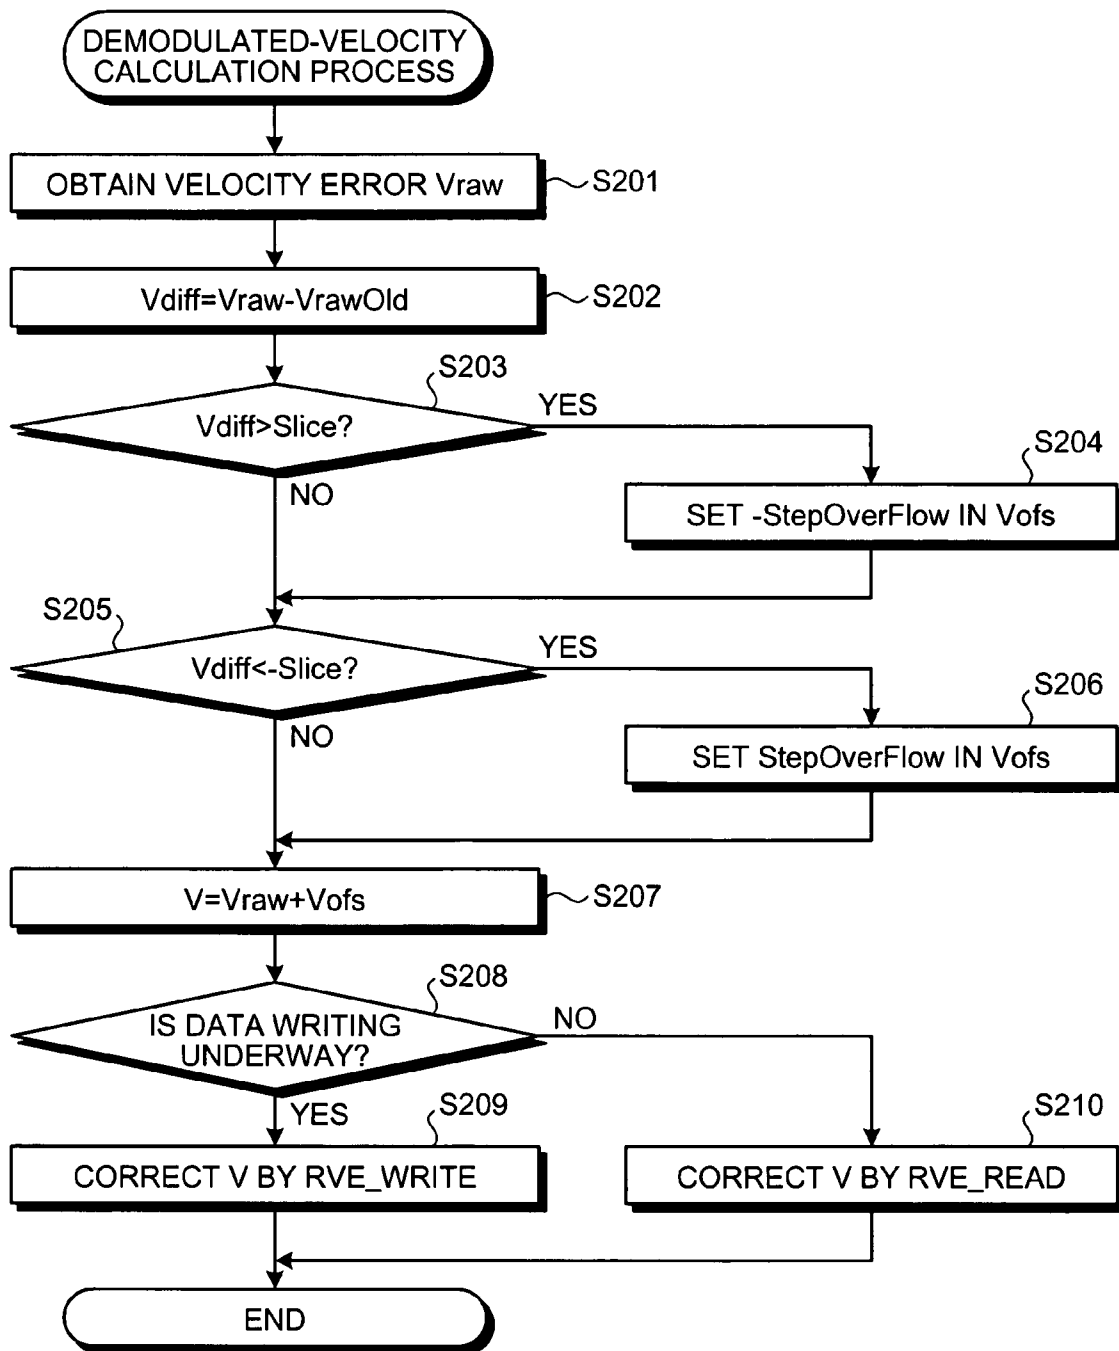 DEMODULATED-VELOCITY
CALCULATION PROCESS
OBTAIN VELOCITY ERROR Vraw
S201
Vdiff=Vraw-VrawOld
S202
S203
Vdiff>Slice?
YES
NO
S204
SET -StepOverFlow IN Vofs
S205
Vdiff<-Slice?
YES
NO
S206
SET StepOverFlow IN Vofs
V=Vraw+Vofs
S207
S208
IS DATA WRITING
UNDERWAY?
NO
YES
S209
CORRECT V BY RVE_WRITE
S210
CORRECT V BY RVE_READ
END